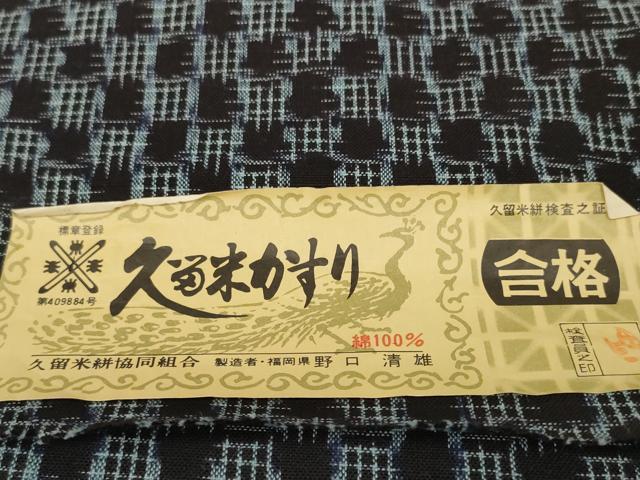 標章登録
第409884号
久留米かすり
綿100%
久留米絣協同組合 製造者・福岡県 野口清雄
久留米絣検査之証
合格
検査員之印